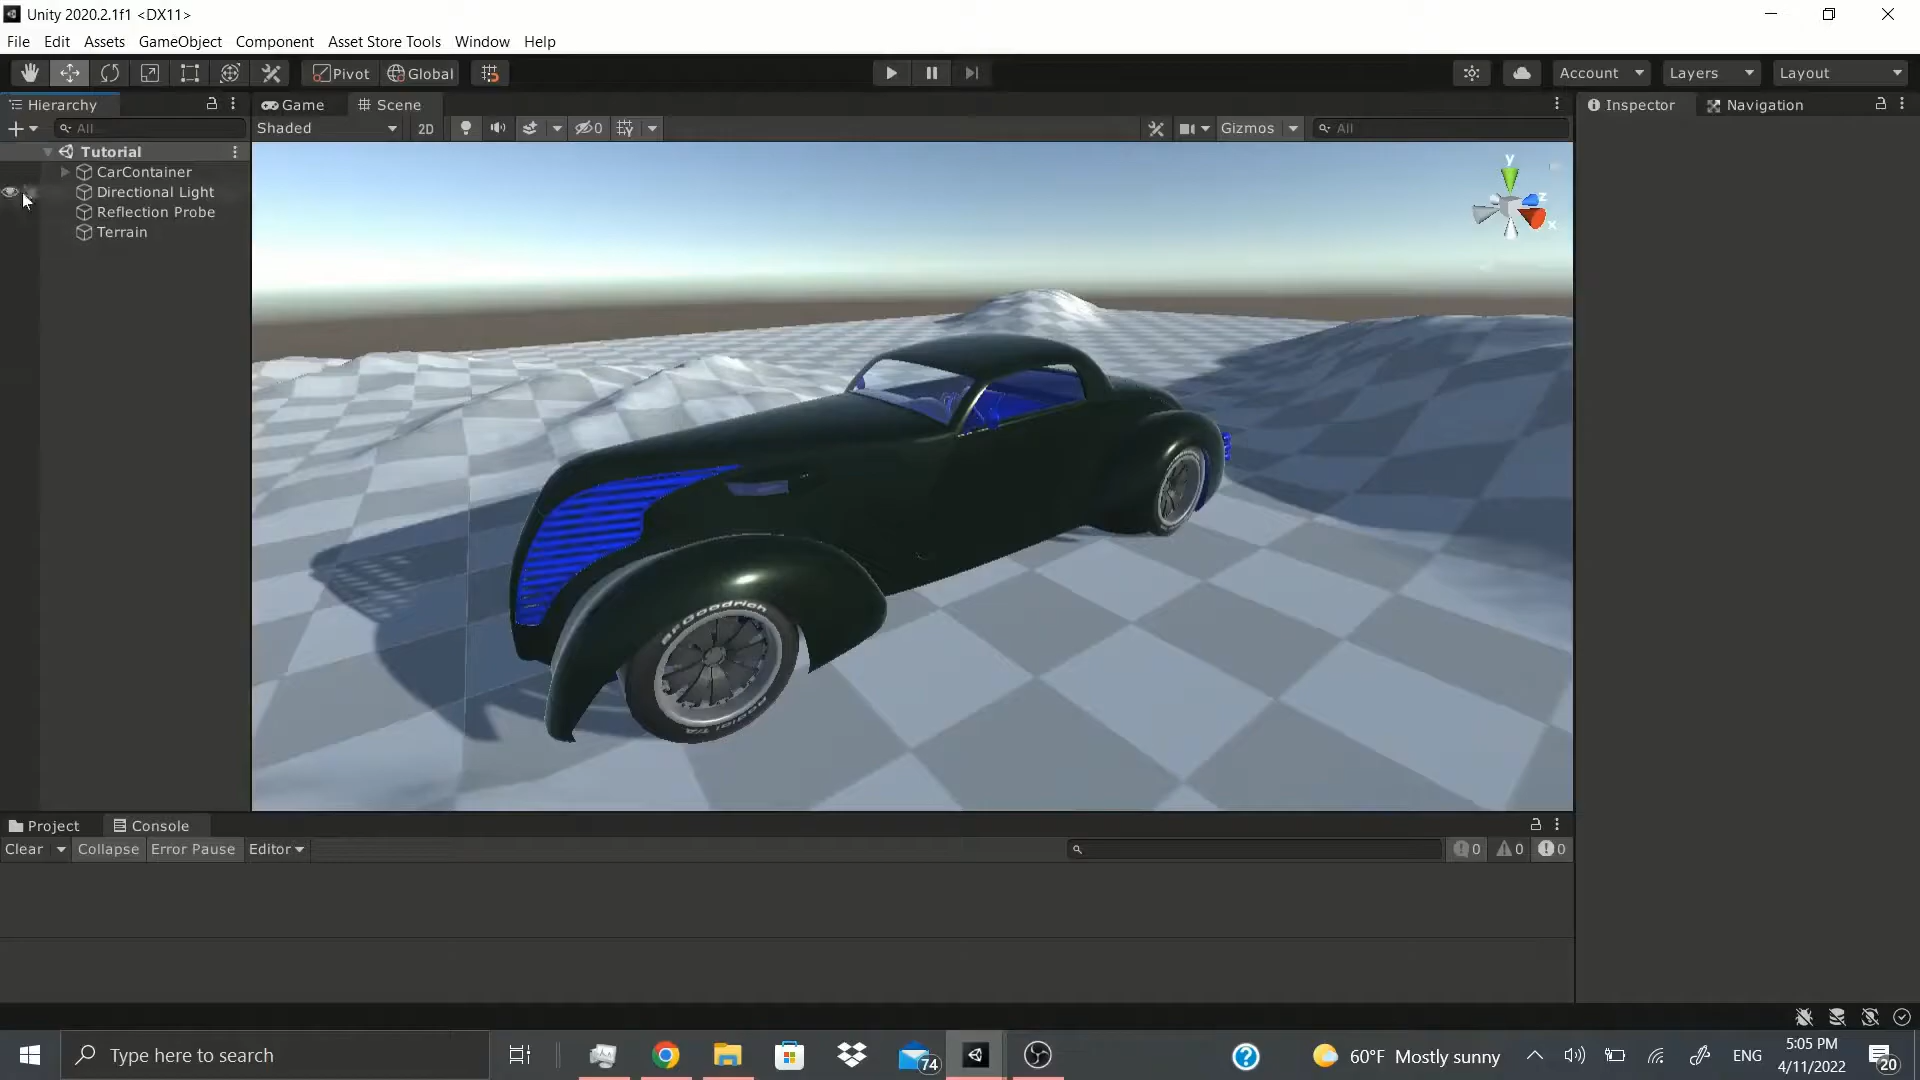 Unity 2020.2.1f1 <DX11>
File Edit Assets GameObject Component Asset Store Tools Window Help
Pivot Global Account Layers Layout
Hierarchy Game Scene Inspector Navigation
All Shaded 2D 0 Gizmos All
Tutorial
CarContainer
Directional Light
Reflection Probe
Terrain
y
z
x
BFGoodrich
Radial T/A
Project Console
Clear Collapse Error Pause Editor 0 0 0
Type here to search 74 60°F Mostly sunny ENG 5:05 PM
4/11/2022 20